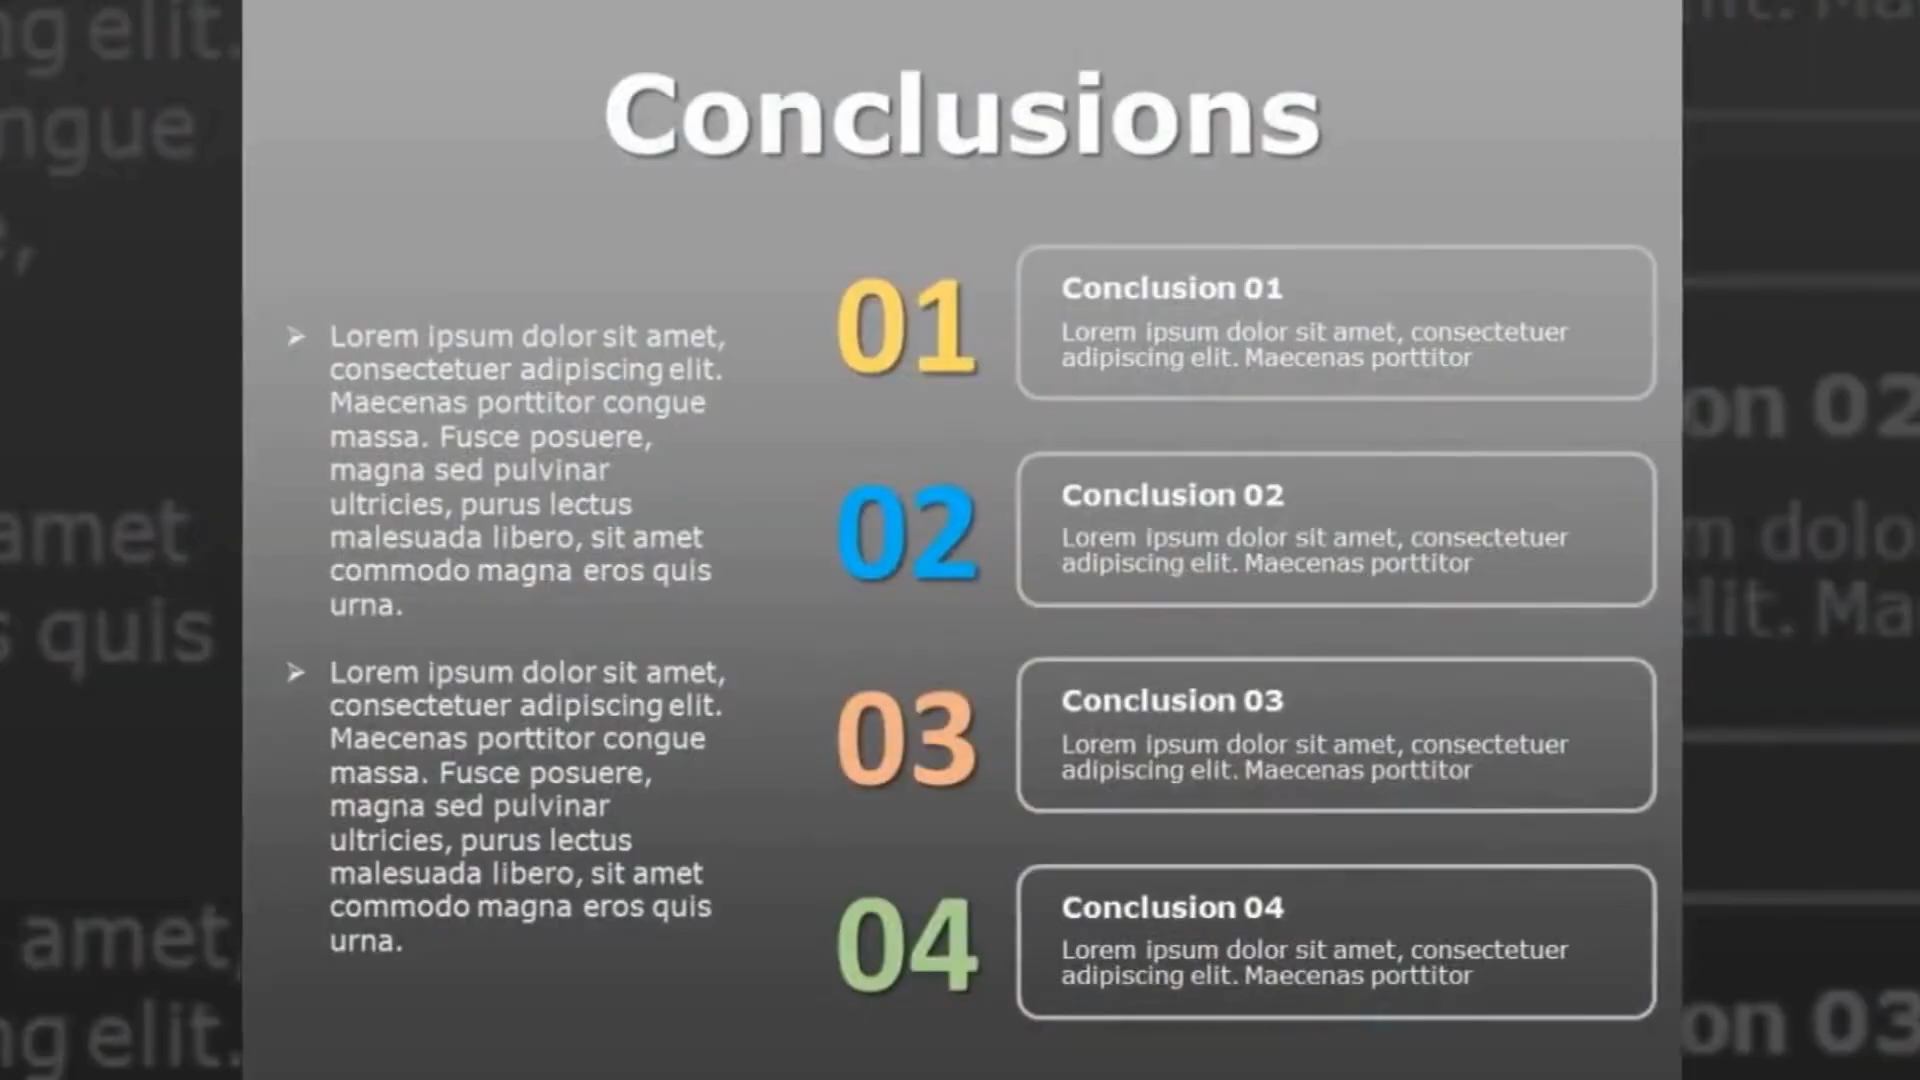 Conclusions
Lorem ipsum dolor sit amet,
consectetuer adipiscing elit.
Maecenas porttitor congue
massa. Fusce posuere,
magna sed pulvinar
ultricies, purus lectus
malesuada libero, sit amet
commodo magna eros quis
urna.
Lorem ipsum dolor sit amet,
consectetuer adipiscing elit.
Maecenas porttitor congue
massa. Fusce posuere,
magna sed pulvinar
ultricies, purus lectus
malesuada libero, sit amet
commodo magna eros quis
urna.
01
Conclusion 01
Lorem ipsum dolor sit amet, consectetuer
adipiscing elit. Maecenas porttitor
02
Conclusion 02
Lorem ipsum dolor sit amet, consectetuer
adipiscing elit. Maecenas porttitor
03
Conclusion 03
Lorem ipsum dolor sit amet, consectetuer
adipiscing elit. Maecenas porttitor
04
Conclusion 04
Lorem ipsum dolor sit amet, consectetuer
adipiscing elit. Maecenas porttitor